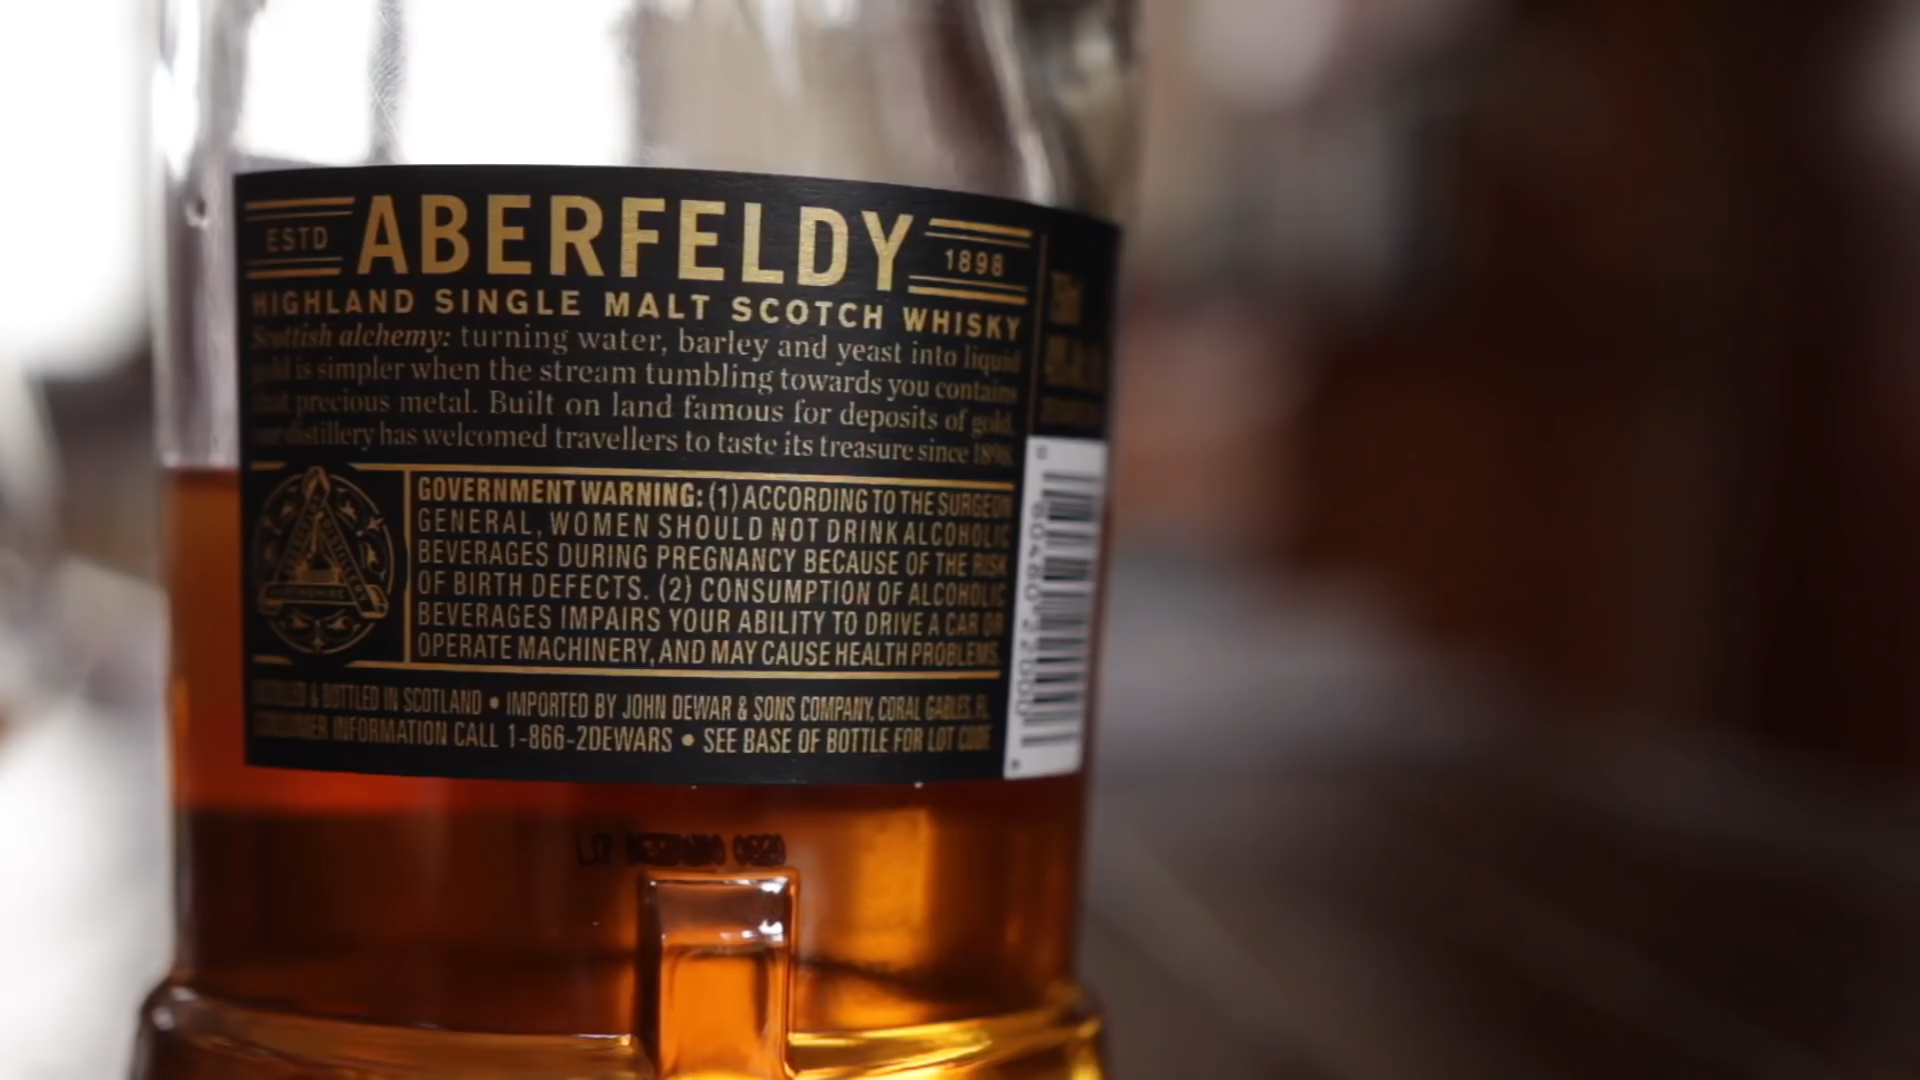 ESTD ABERFELDY 1898
HIGHLAND SINGLE MALT SCOTCH WHISKY
Scottish alchemy: turning water, barley and yeast into liquid
gold is simpler when the stream tumbling towards you contains
that precious metal. Built on land famous for deposits of gold,
our distillery has welcomed travellers to taste its treasure since 1898.
GOVERNMENT WARNING: (1) ACCORDING TO THE SURGEON
GENERAL, WOMEN SHOULD NOT DRINK ALCOHOLIC
BEVERAGES DURING PREGNANCY BECAUSE OF THE RISK
OF BIRTH DEFECTS. (2) CONSUMPTION OF ALCOHOLIC
BEVERAGES IMPAIRS YOUR ABILITY TO DRIVE A CAR OR
OPERATE MACHINERY, AND MAY CAUSE HEALTH PROBLEMS.
DISTILLED & BOTTLED IN SCOTLAND • IMPORTED BY JOHN DEWAR & SONS COMPANY, CORAL GABLES, FL
CONSUMER INFORMATION CALL 1-866-2DEWARS • SEE BASE OF BOTTLE FOR LOT CODE